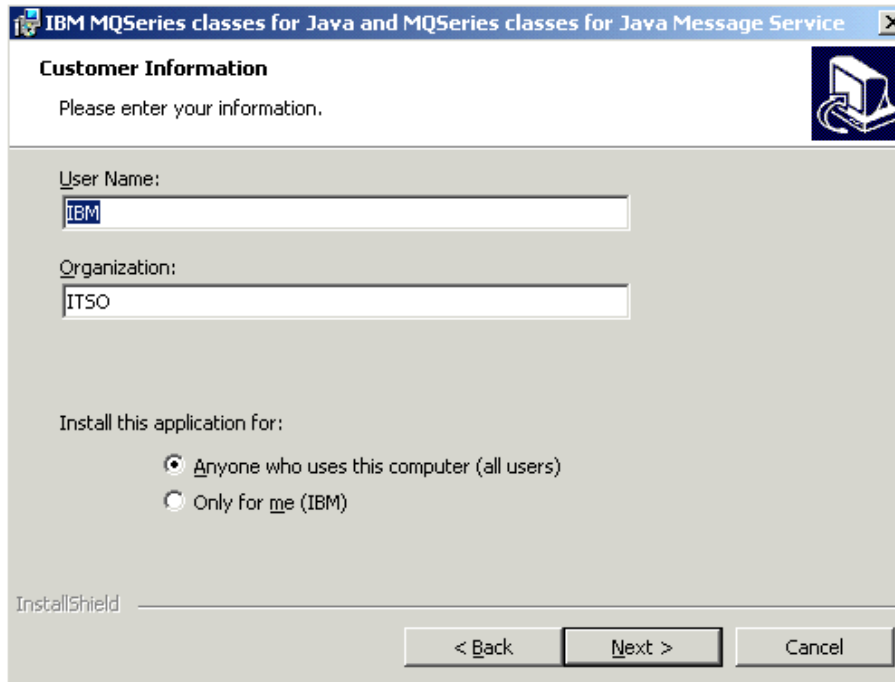 IBM MQSeries classes for Java and MQSeries classes for Java Message Service
Customer Information
Please enter your information.
User Name:
IBM
Organization:
ITSO
Install this application for:
Anyone who uses this computer (all users)
Only for me (IBM)
InstallShield
< Back Next > Cancel